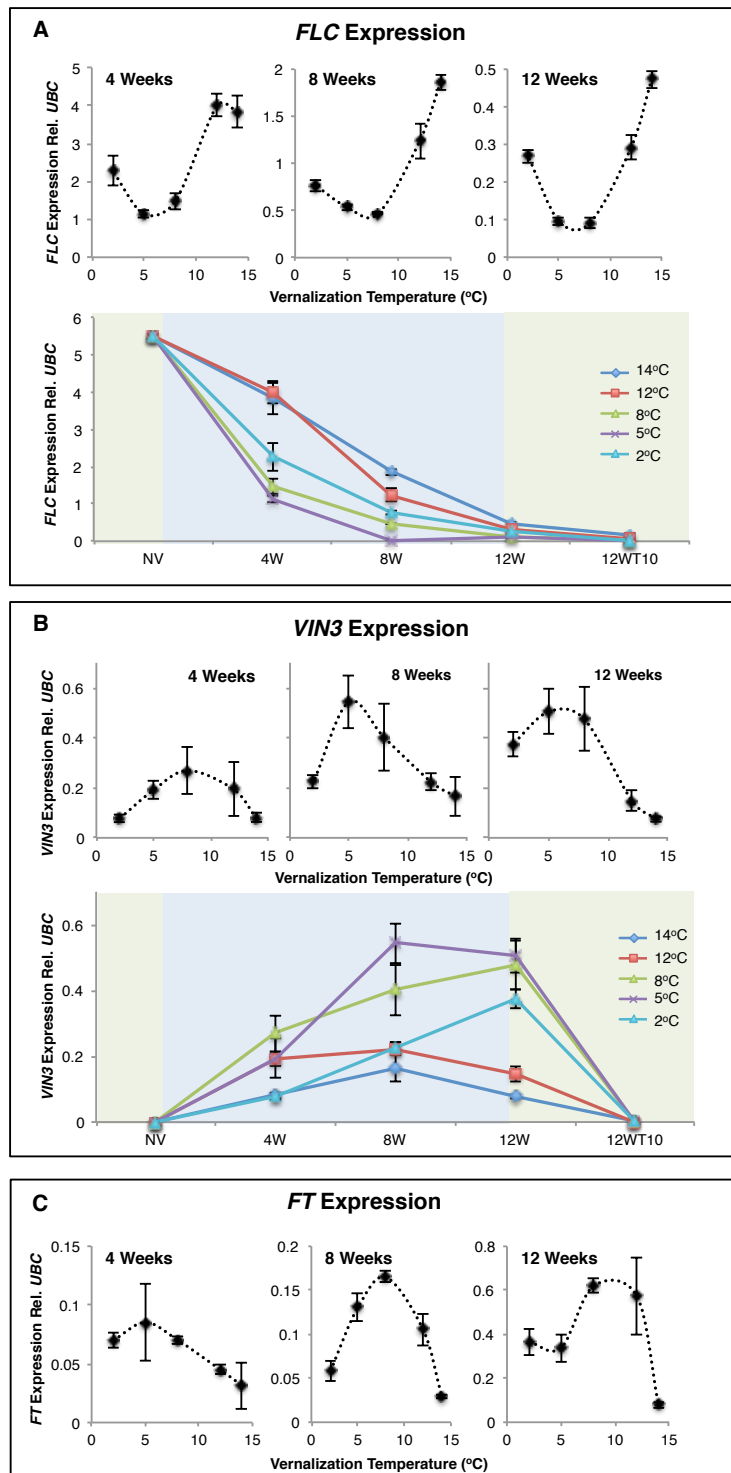 A
FLC Expression
4 Weeks
8 Weeks
12 Weeks
FLC Expression Rel. UBC
5
4
3
2
1
0
2
1.5
1
0.5
0
0.5
0.4
0.3
0.2
0.1
0
0 5 10 15
0 5 10 15
0 5 10 15
Vernalization Temperature (ºC)
FLC Expression Rel. UBC
6
5
4
3
2
1
0
14ºC
12ºC
8ºC
5ºC
2ºC
NV 4W 8W 12W 12WT10
B
VIN3 Expression
4 Weeks
8 Weeks
12 Weeks
VIN3 Expression Rel. UBC
0.6
0.4
0.2
0
0 5 10 15
0 5 10 15
0 5 10 15
Vernalization Temperature (ºC)
VIN3 Expression Rel. UBC
0.6
0.4
0.2
0
14ºC
12ºC
8ºC
5ºC
2ºC
NV 4W 8W 12W 12WT10
C
FT Expression
4 Weeks
8 Weeks
12 Weeks
FT Expression Rel. UBC
0.15
0.1
0.05
0
0.2
0.15
0.1
0.05
0
0.8
0.6
0.4
0.2
0
0 5 10 15
0 5 10 15
0 5 10 15
Vernalization Temperature (ºC)